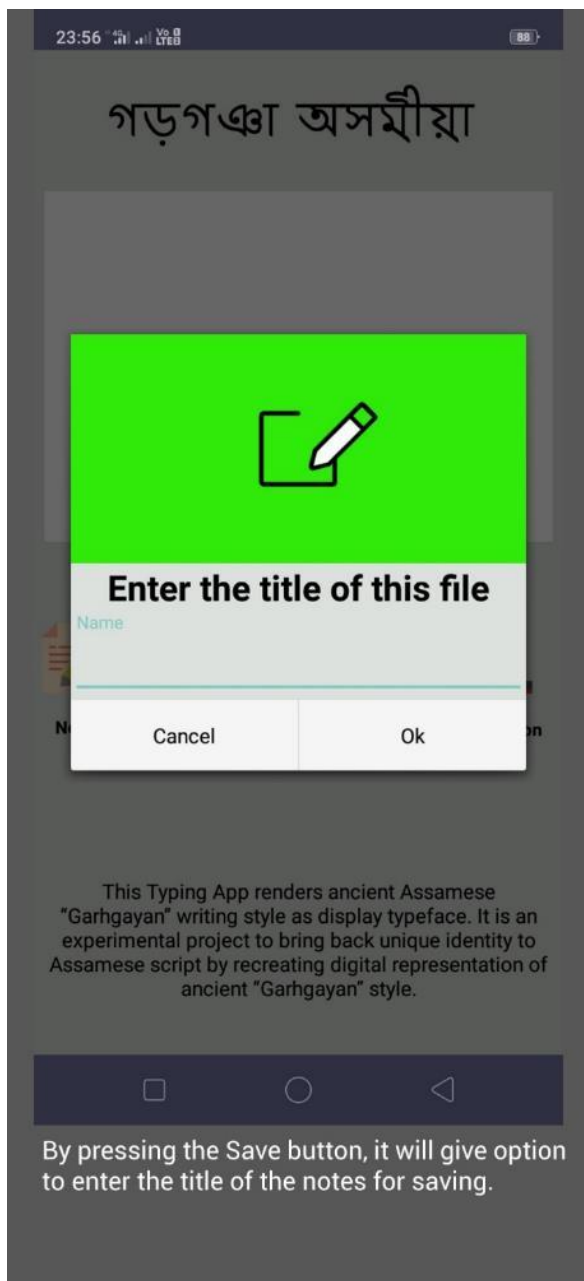 23:56 4G Vo LTE 88
গড়গঞা অসমীয়া
Enter the title of this file
Name
Cancel Ok
This Typing App renders ancient Assamese
"Garhgayan" writing style as display typeface. It is an
experimental project to bring back unique identity to
Assamese script by recreating digital representation of
ancient "Garhgayan" style.
By pressing the Save button, it will give option
to enter the title of the notes for saving.